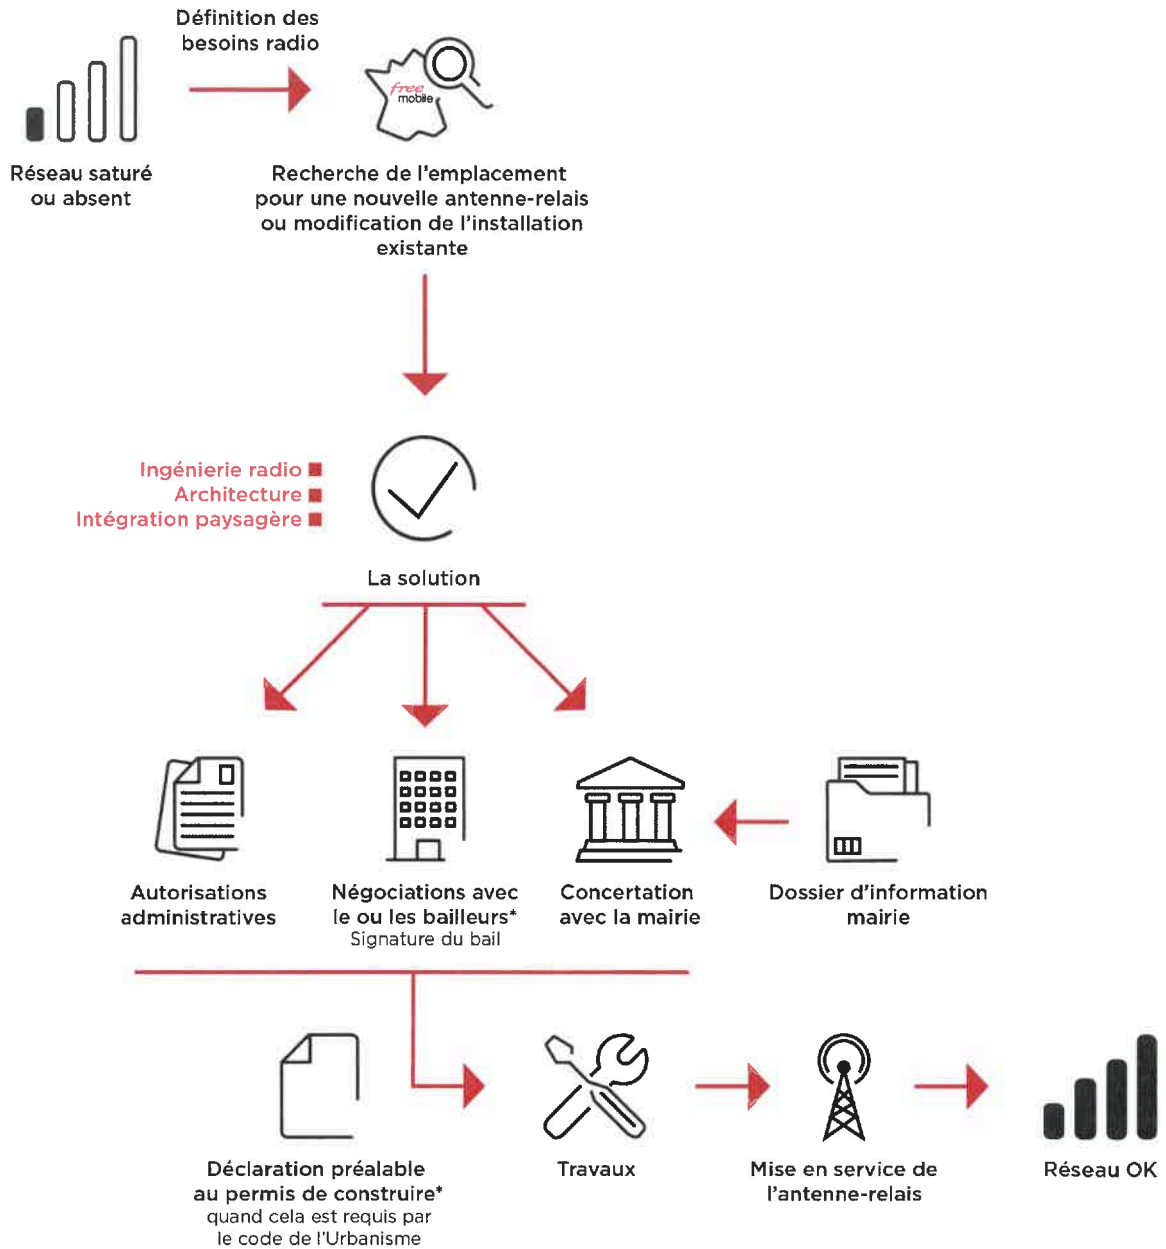 Définition des
besoins radio
free
mobile
Réseau saturé
ou absent
Recherche de l'emplacement
pour une nouvelle antenne-relais
ou modification de l'installation
existante
Ingénierie radio
Architecture
Intégration paysagère
La solution
Autorisations
administratives
Négociations avec
le ou les bailleurs*
Signature du bail
Concertation
avec la mairie
Dossier d'information
mairie
Déclaration préalable
au permis de construire*
quand cela est requis par
le code de l'Urbanisme
Travaux
Mise en service de
l'antenne-relais
Réseau OK